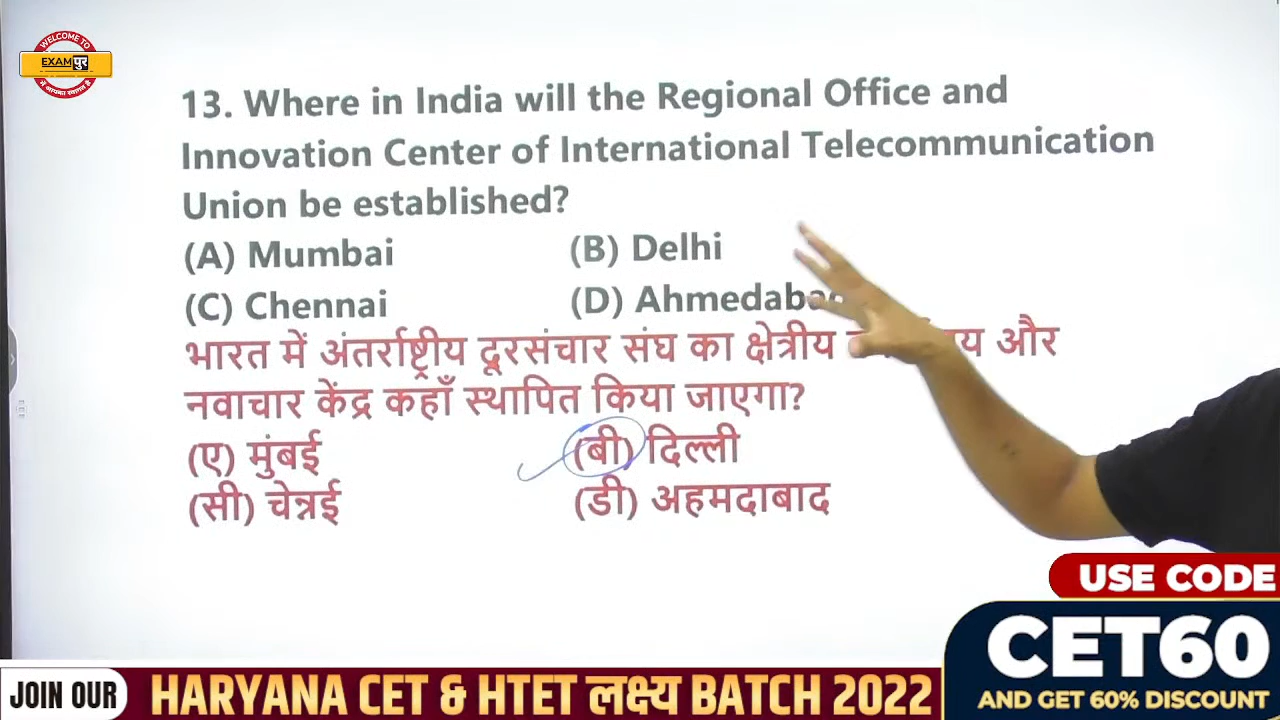 WELCOME TO
EXAMपुर
में आपका स्वागत है
13. Where in India will the Regional Office and
Innovation Center of International Telecommunication
Union be established?
(A) Mumbai (B) Delhi
(C) Chennai (D)
भारत में अंतर्राष्ट्रीय दूरसंचार संघ का क्षेत्रीय और
नवाचार केंद्र कहाँ स्थापित किया जाएगा?
(ए) मुंबई (बी) दिल्ली
(सी) चेन्नई (डी) अहमदाबाद
USE CODE
CET60
AND GET 60% DISCOUNT
JOIN OUR HARYANA CET & HTET लक्ष्य BATCH 2022